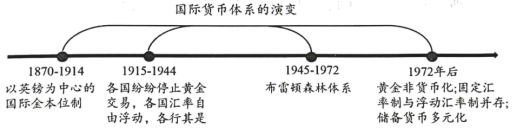 国际货币体系的演变
1870-1914
以英镑为中心的
国际金本位制
1915-1944
各国纷纷停止黄金
交易，各国汇率自
由浮动，各行其是
1945-1972
布雷顿森林体系
1972年后
黄金非货币化;固定汇
率制与浮动汇率制并存;
储备货币多元化